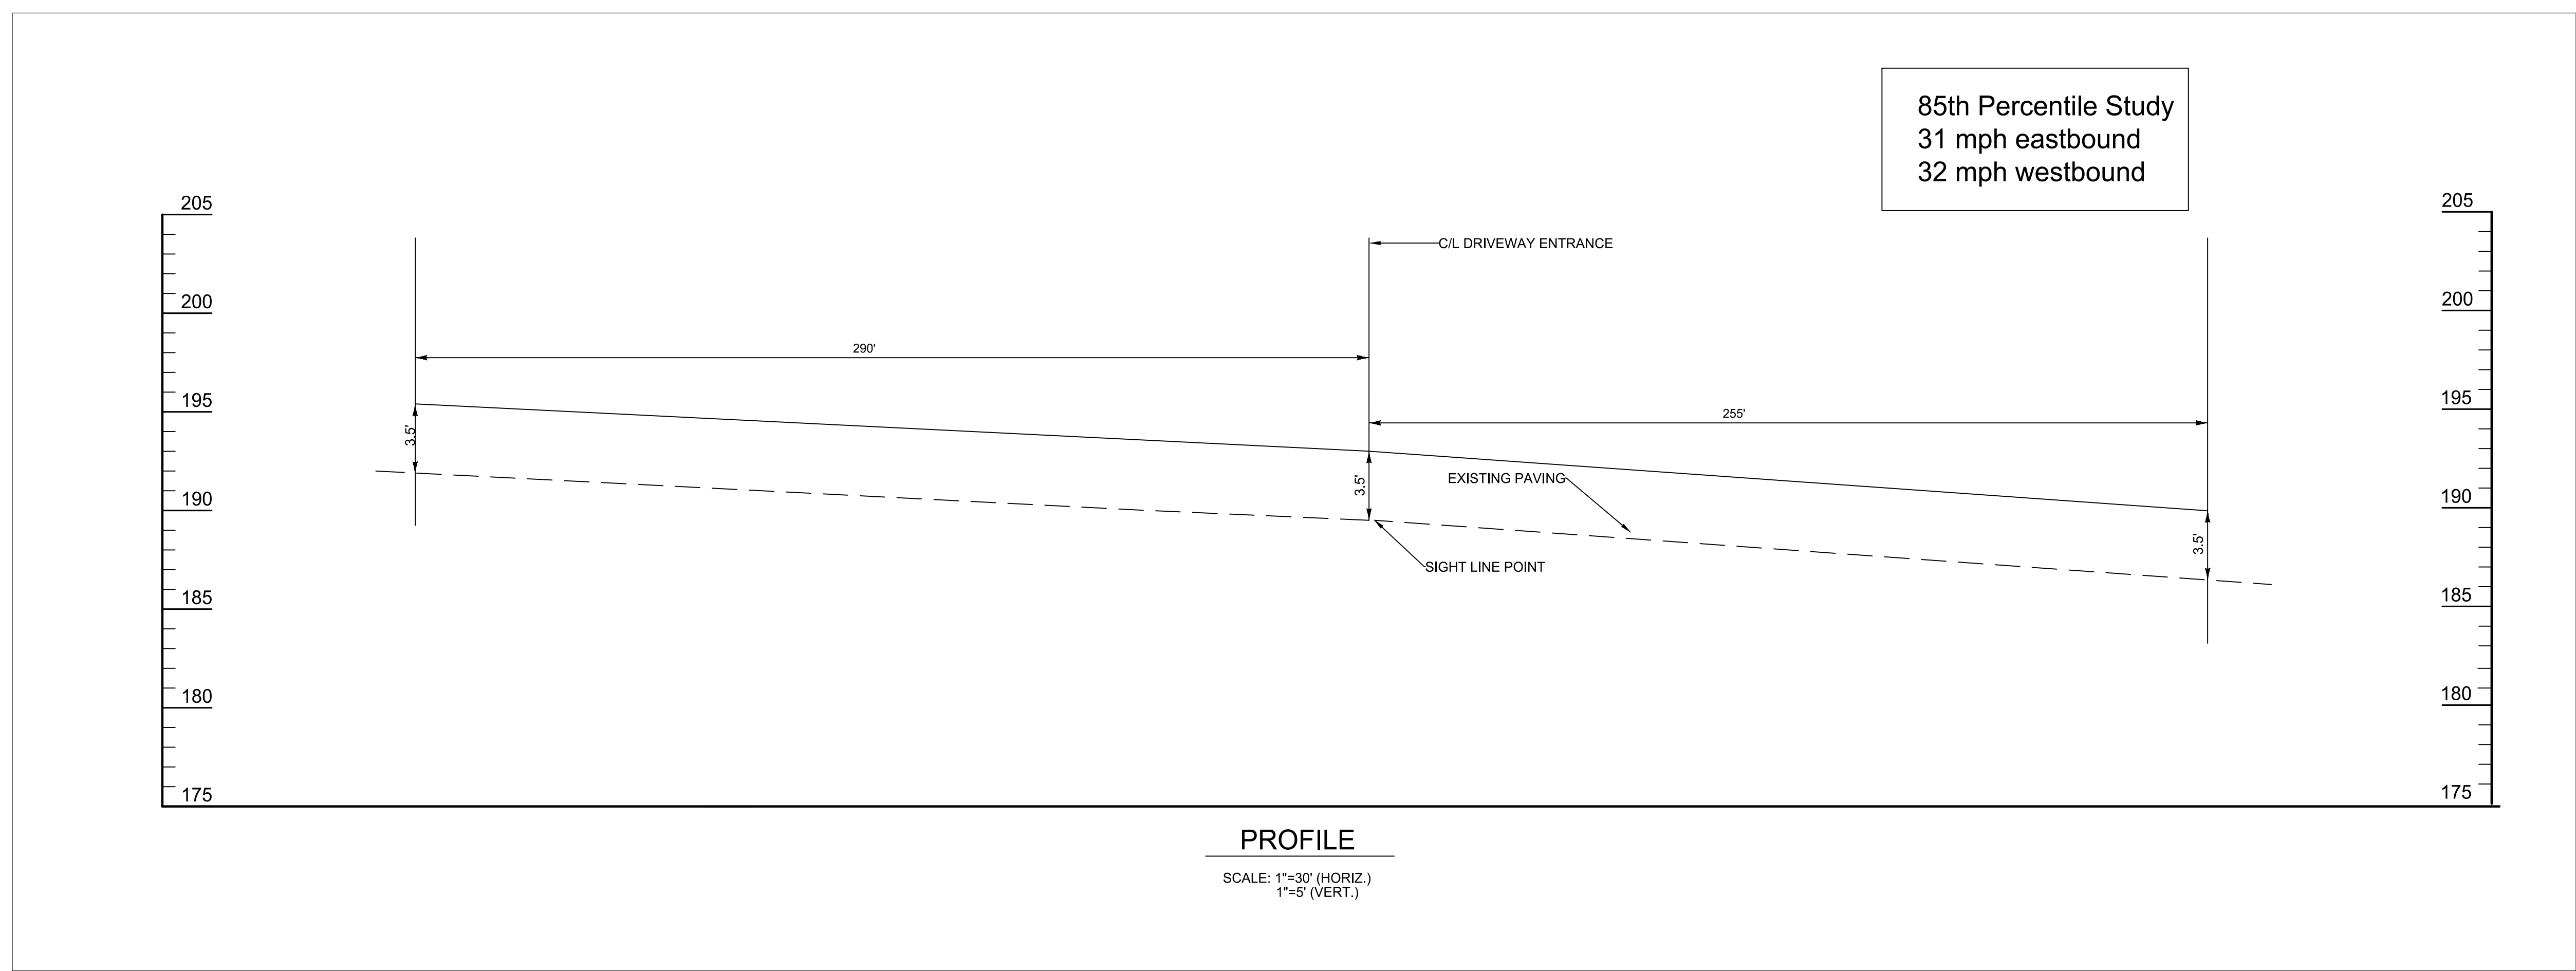 85th Percentile Study
31 mph eastbound
32 mph westbound
205
205
C/L DRIVEWAY ENTRANCE
200
200
290'
195
195
255'
3.5'
3.5'
EXISTING PAVING
190
190
3.5'
SIGHT LINE POINT
185
185
180
180
175
175
PROFILE
SCALE: 1"=30' (HORIZ.)
1"=5' (VERT.)